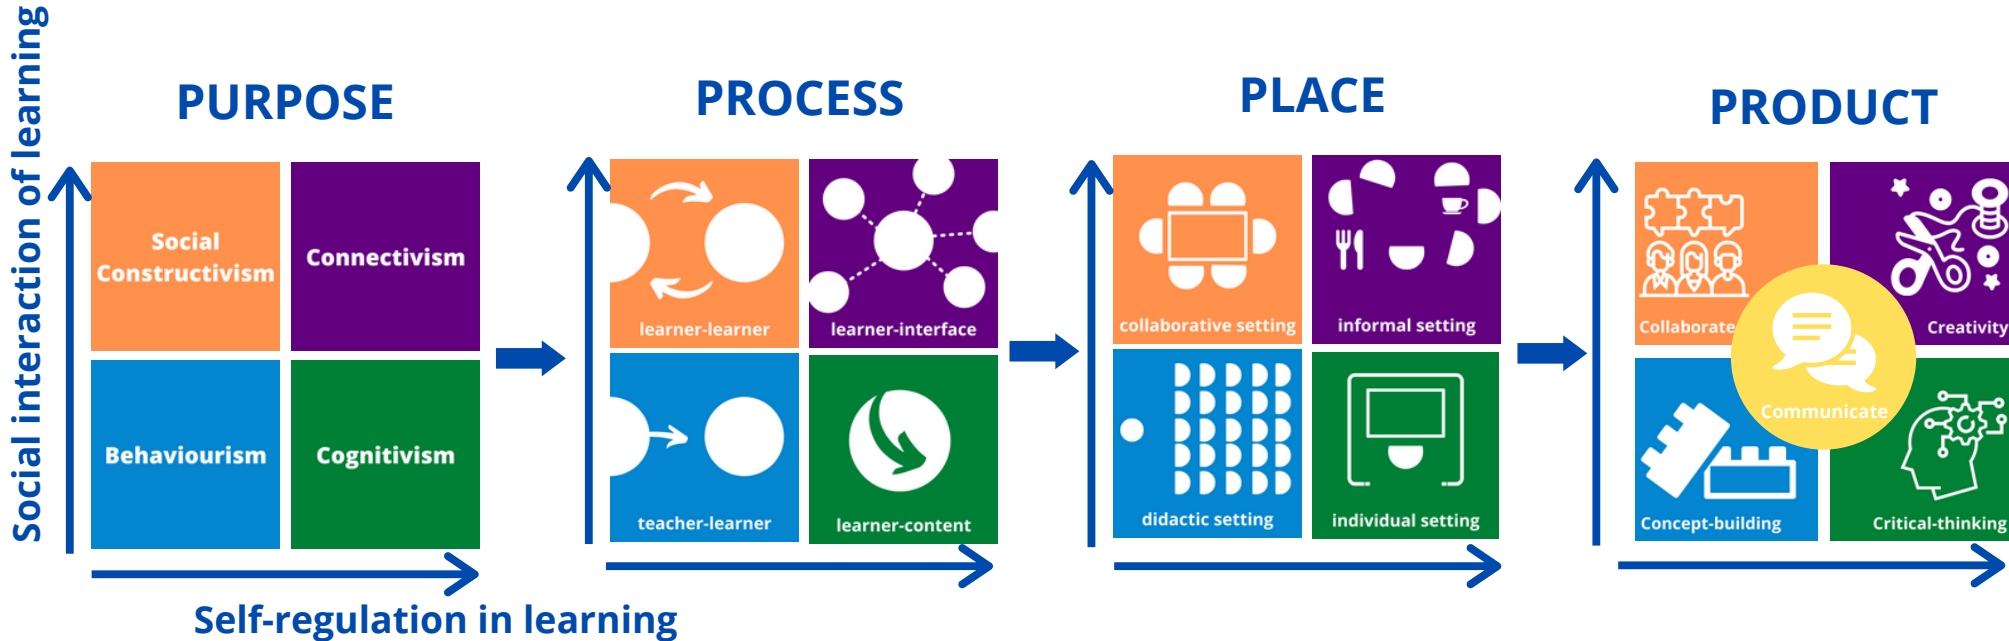 Social interaction of learning
PURPOSE
Social
Constructivism
Connectivism
Behaviourism
Cognitivism
Self-regulation in learning
PROCESS
learner-learner
learner-interface
teacher-learner
learner-content
PLACE
collaborative setting
informal setting
didactic setting
individual setting
PRODUCT
Collaborate
Creativity
Communicate
Concept-building
Critical-thinking